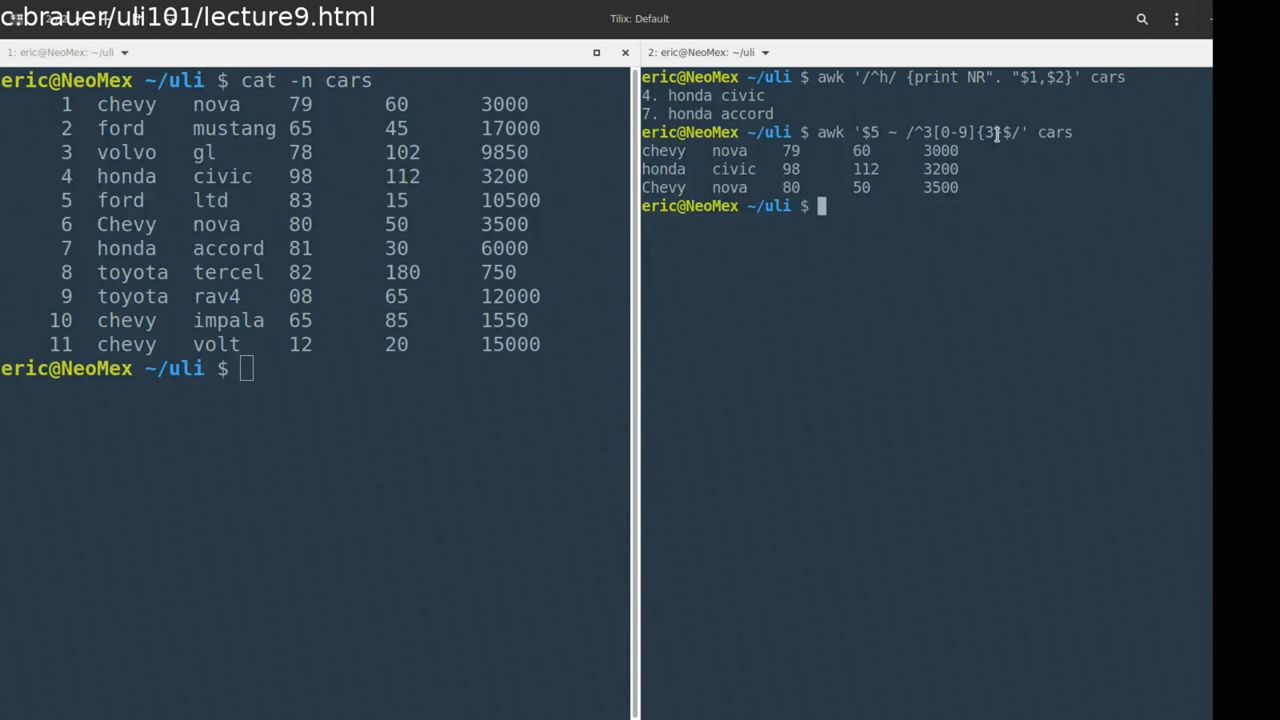 c-brauer/uli101/lecture9.html
Tilix: Default
1: eric@NeoMex: ~/uli
eric@NeoMex ~/uli $ cat -n cars
1 chevy nova 79 60 3000
2 ford mustang 65 45 17000
3 volvo gl 78 102 9850
4 honda civic 98 112 3200
5 ford ltd 83 15 10500
6 Chevy nova 80 50 3500
7 honda accord 81 30 6000
8 toyota tercel 82 180 750
9 toyota rav4 08 65 12000
10 chevy impala 65 85 1550
11 chevy volt 12 20 15000
eric@NeoMex ~/uli $
2: eric@NeoMex: ~/uli
eric@NeoMex ~/uli $ awk '/^h/ {print NR". "$1,$2}' cars
4. honda civic
7. honda accord
eric@NeoMex ~/uli $ awk '$5 ~ /^3[0-9]{3}$/' cars
chevy nova 79 60 3000
honda civic 98 112 3200
Chevy nova 80 50 3500
eric@NeoMex ~/uli $